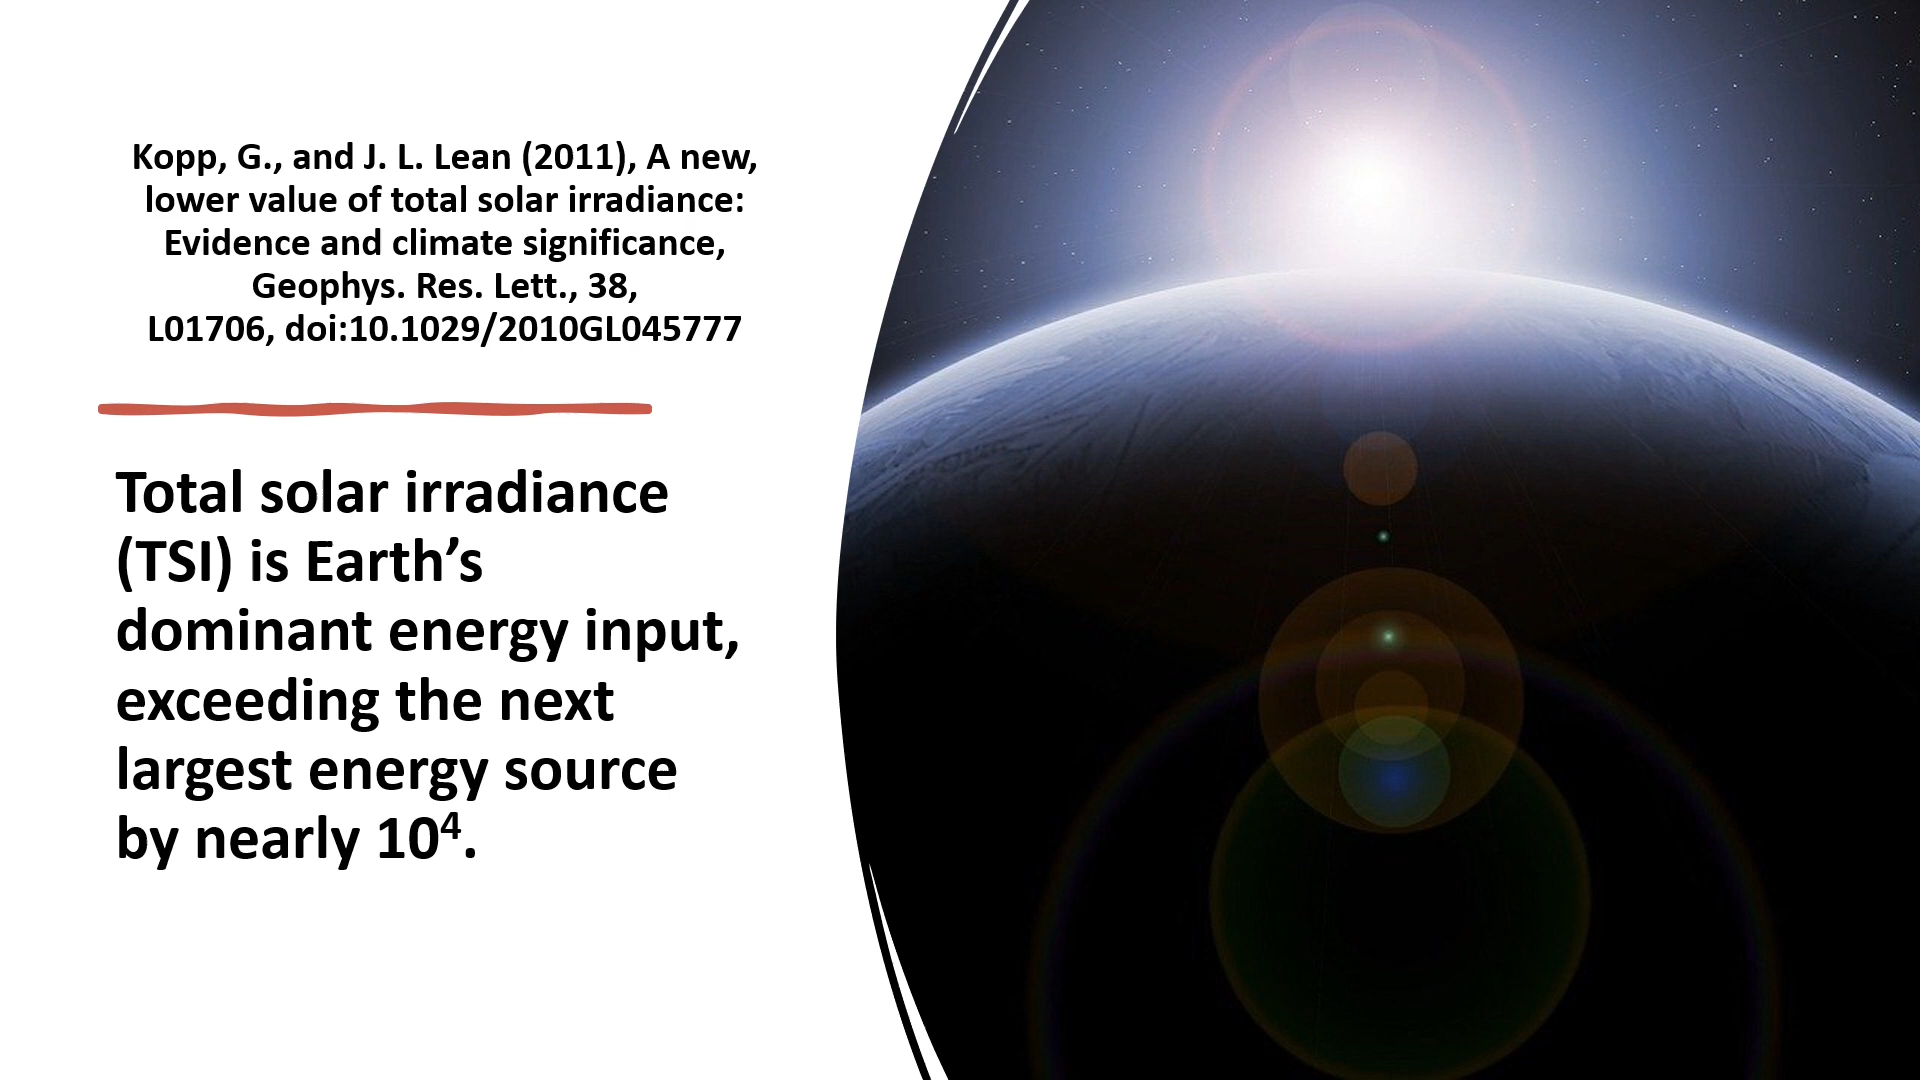 Kopp, G., and J. L. Lean (2011), A new,
lower value of total solar irradiance:
Evidence and climate significance,
Geophys. Res. Lett., 38,
L01706, doi:10.1029/2010GL045777
Total solar irradiance
(TSI) is Earth’s
dominant energy input,
exceeding the next
largest energy source
by nearly 10⁴.